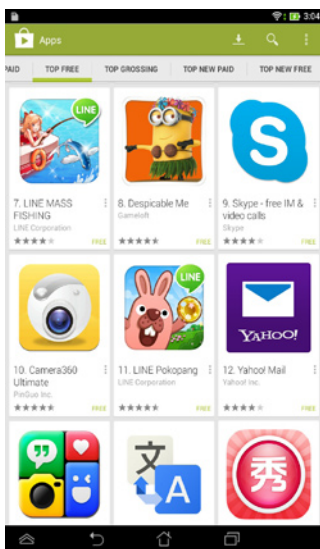 3:04
Apps
PAID TOP FREE TOP GROSSING TOP NEW PAID TOP NEW FREE
LINE
7. LINE MASS
FISHING
LINE Corporation
FREE
8. Despicable Me
Gameloft
FREE
S
9. Skype - free IM &
video calls
Skype
FREE
10. Camera360
Ultimate
PinGuo Inc.
FREE
LINE
11. LINE Pokopang
LINE Corporation
FREE
YAHOO!
12. Yahoo! Mail
Yahoo! Inc.
FREE
文
A
秀